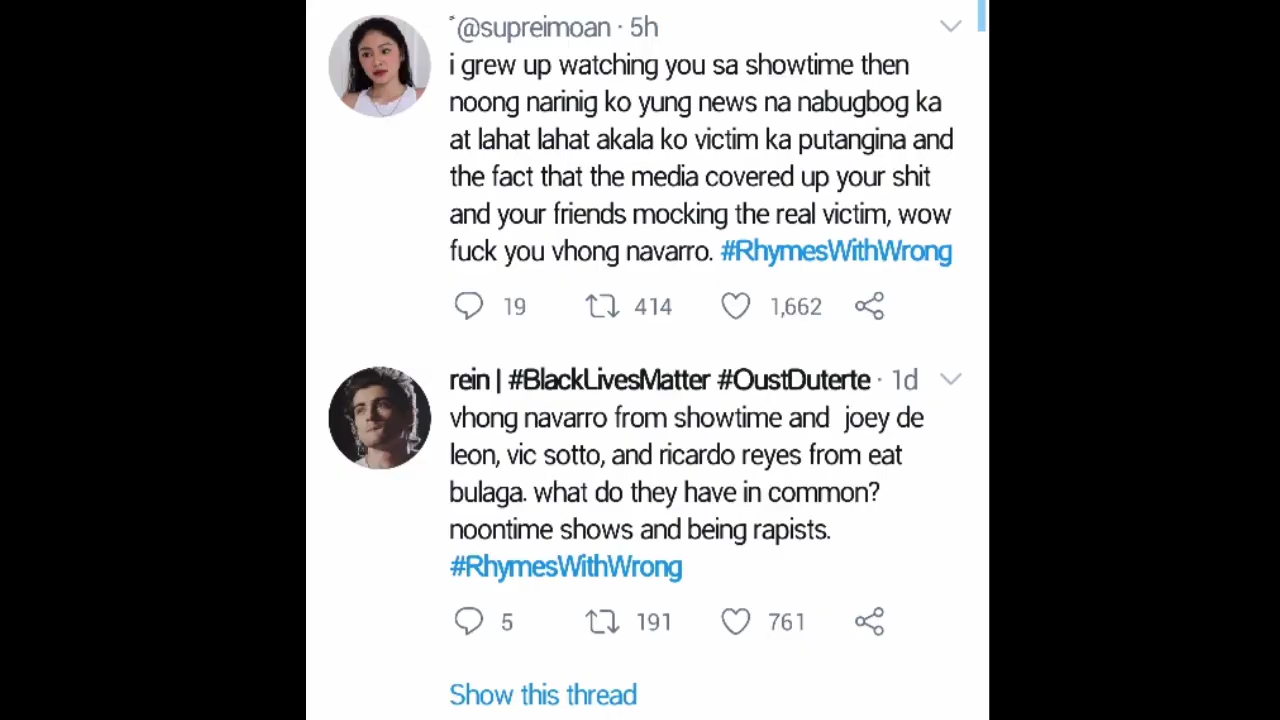 @supreimoan · 5h
i grew up watching you sa showtime then
noong narinig ko yung news na nabugbog ka
at lahat lahat akala ko victim ka putangina and
the fact that the media covered up your shit
and your friends mocking the real victim, wow
fuck you vhong navarro. #RhymesWithWrong
19 414 1,662
rein | #BlackLivesMatter #OustDuterte · 1d
vhong navarro from showtime and joey de
leon, vic sotto, and ricardo reyes from eat
bulaga. what do they have in common?
noontime shows and being rapists.
#RhymesWithWrong
5 191 761
Show this thread